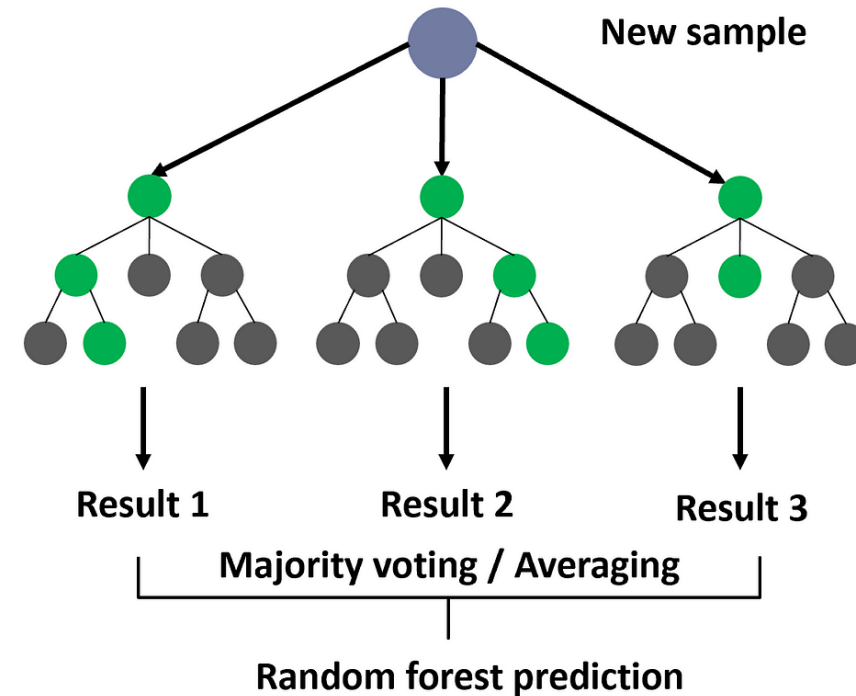 New sample
Result 1
Result 2
Result 3
Majority voting / Averaging
Random forest prediction